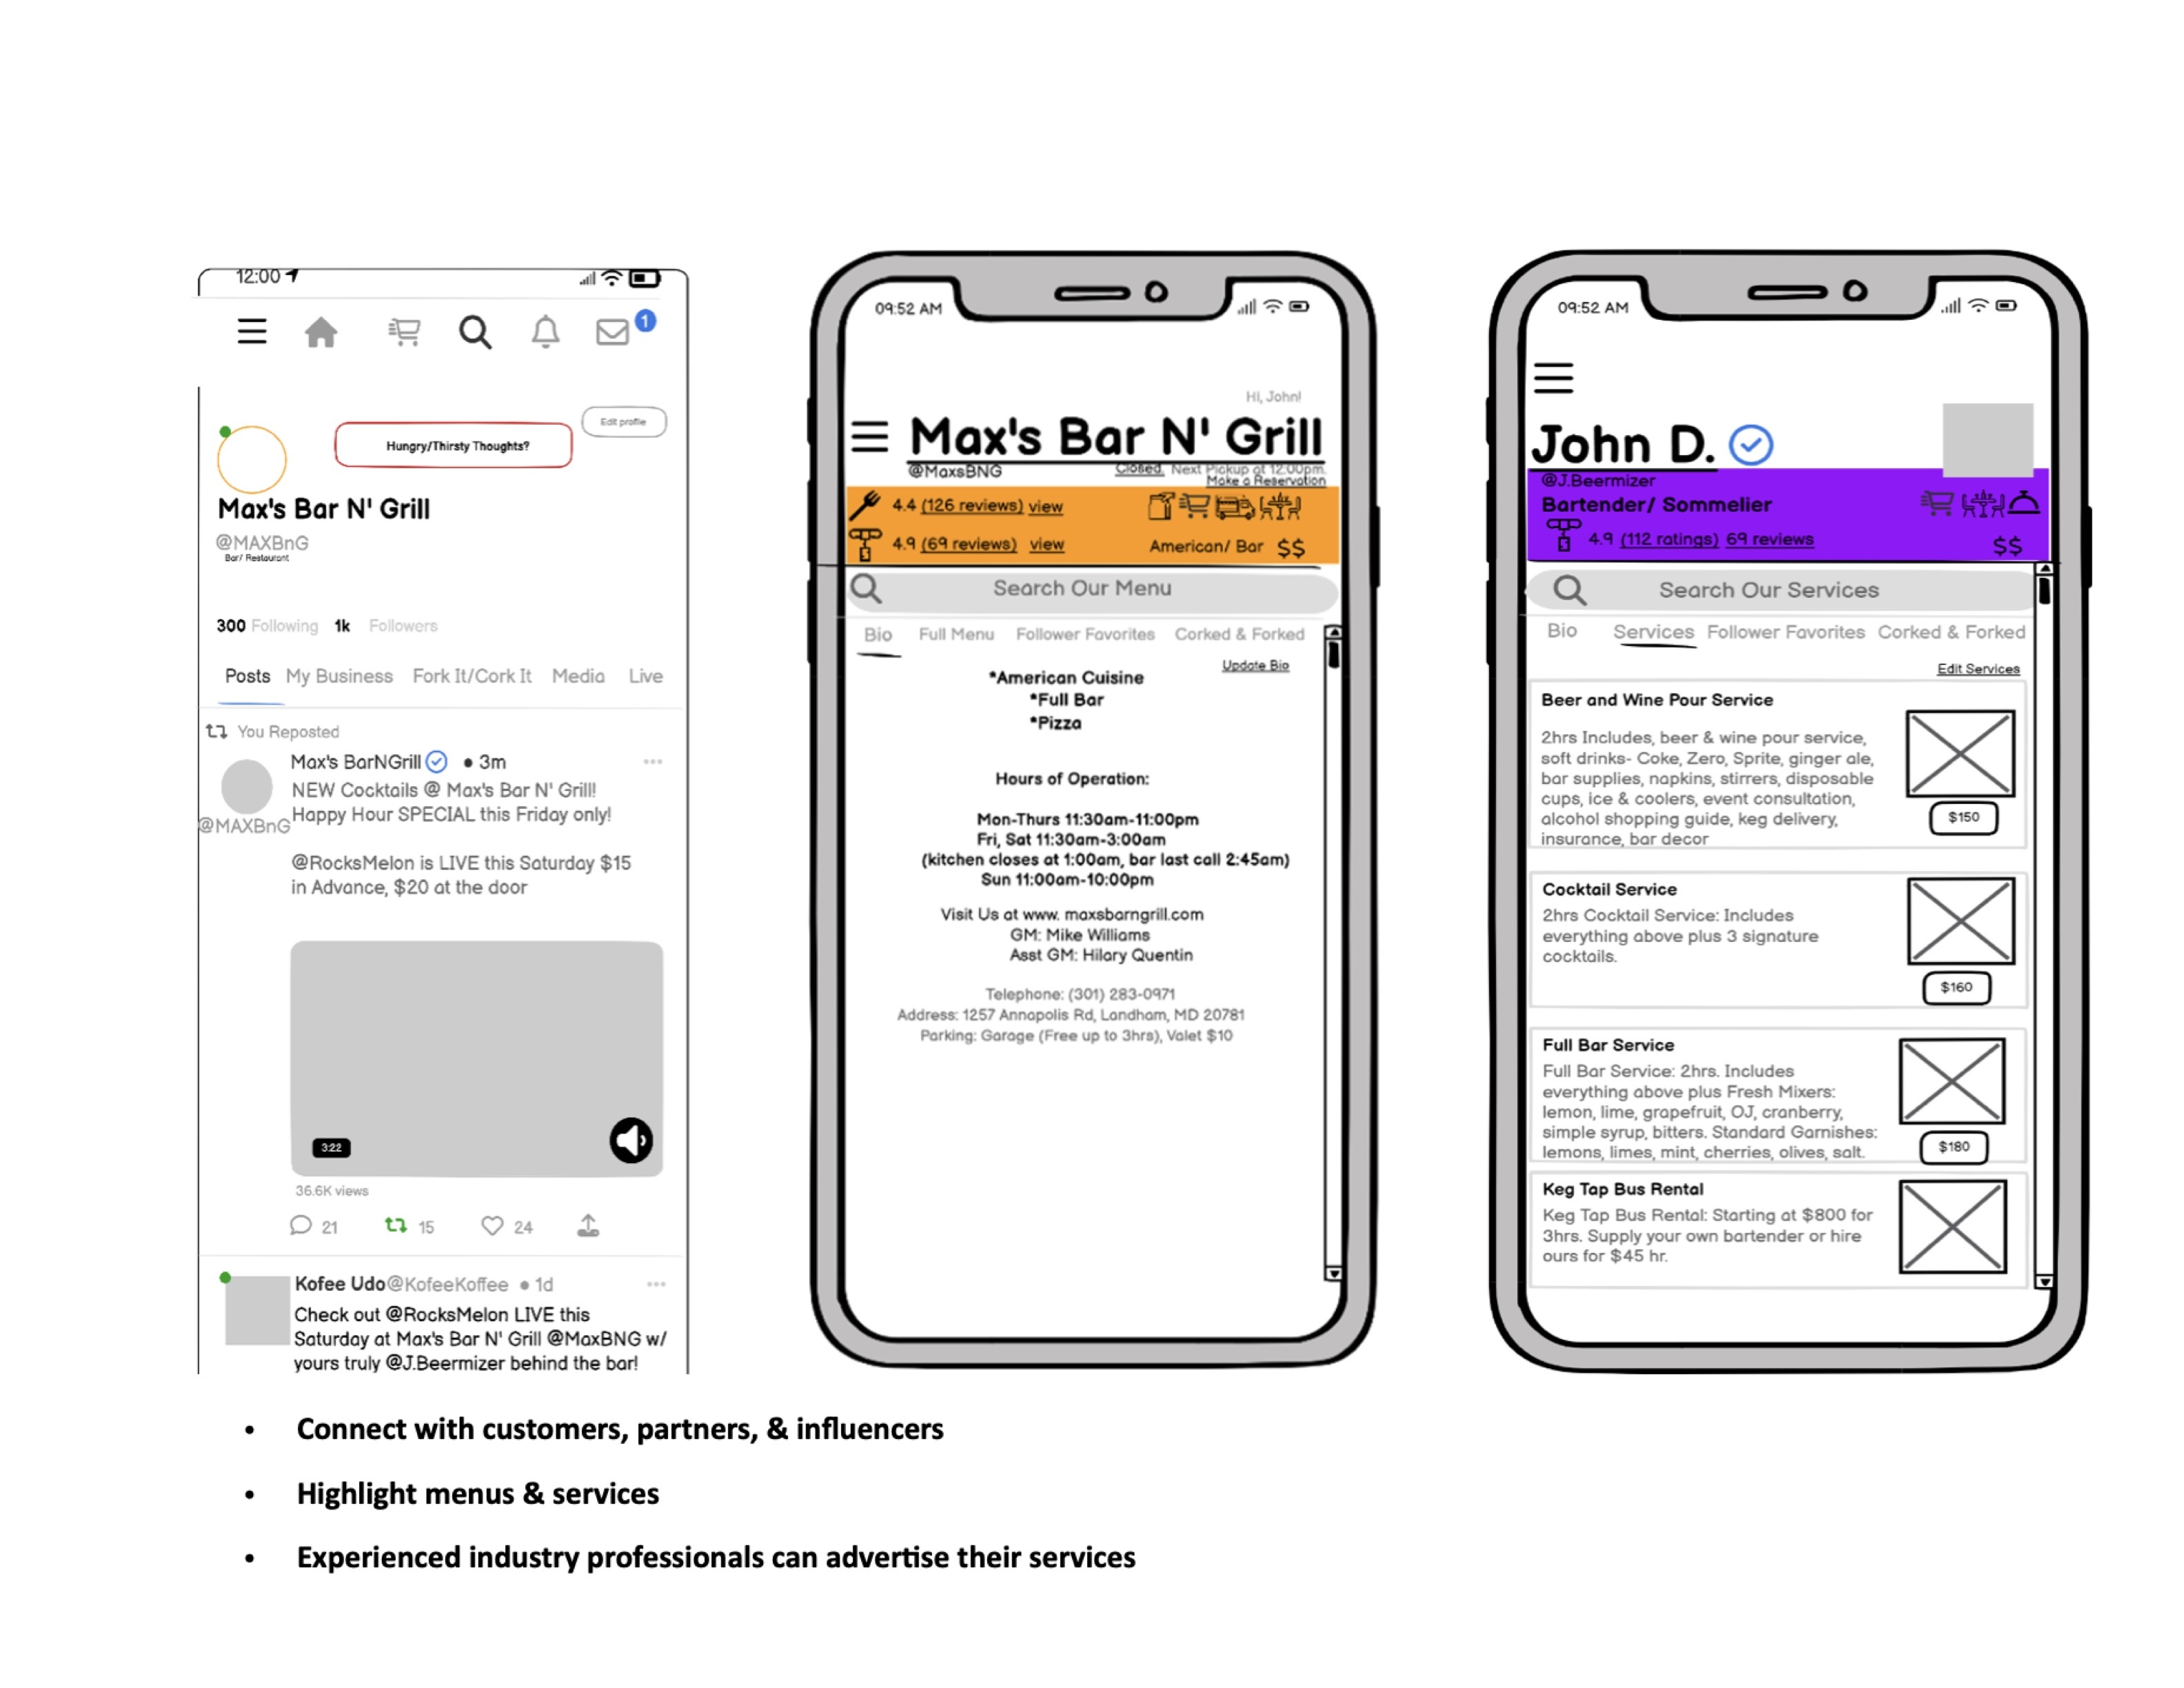 12:00
1
Edit profile
Hungry/Thirsty Thoughts?
Max's Bar N' Grill
@MAXBnG
Bar/ Restaurant
300 Following 1k Followers
Posts My Business Fork It/Cork It Media Live
You Reposted
Max's BarNGrill • 3m
NEW Cocktails @ Max's Bar N' Grill!
Happy Hour SPECIAL this Friday only!
@MAXBnG
@RocksMelon is LIVE this Saturday $15
in Advance, $20 at the door
3:22
36.6K views
21 15 24
Kofee Udo@KofeeKoffee • 1d
Check out @RocksMelon LIVE this
Saturday at Max's Bar N' Grill @MaxBNG w/
yours truly @J.Beermizer behind the bar!
09:52 AM
Hi, John!
Max's Bar N' Grill
@MaxsBNG
Closed. Next Pickup at 12:00pm.
Make a Reservation
4.4 (126 reviews) view
4.9 (69 reviews) view
American/ Bar $$
Search Our Menu
Bio Full Menu Follower Favorites Corked & Forked
Update Bio
*American Cuisine
*Full Bar
*Pizza
Hours of Operation:
Mon-Thurs 11:30am-11:00pm
Fri, Sat 11:30am-3:00am
(kitchen closes at 1:00am, bar last call 2:45am)
Sun 11:00am-10:00pm
Visit Us at www. maxsbarngrill.com
GM: Mike Williams
Asst GM: Hilary Quentin
Telephone: (301) 283-0971
Address: 1257 Annapolis Rd, Landham, MD 20781
Parking: Garage (Free up to 3hrs), Valet $10
09:52 AM
John D.
@J.Beermizer
Bartender/ Sommelier
4.9 (112 ratings) 69 reviews
$$
Search Our Services
Bio Services Follower Favorites Corked & Forked
Edit Services
Beer and Wine Pour Service
2hrs Includes, beer & wine pour service,
soft drinks- Coke, Zero, Sprite, ginger ale,
bar supplies, napkins, stirrers, disposable
cups, ice & coolers, event consultation,
alcohol shopping guide, keg delivery,
insurance, bar decor
$150
Cocktail Service
2hrs Cocktail Service: Includes
everything above plus 3 signature
cocktails.
$160
Full Bar Service
Full Bar Service: 2hrs. Includes
everything above plus Fresh Mixers:
lemon, lime, grapefruit, OJ, cranberry,
simple syrup, bitters. Standard Garnishes:
lemons, limes, mint, cherries, olives, salt.
$180
Keg Tap Bus Rental
Keg Tap Bus Rental: Starting at $800 for
3hrs. Supply your own bartender or hire
ours for $45 hr.
• Connect with customers, partners, & influencers
• Highlight menus & services
• Experienced industry professionals can advertise their services